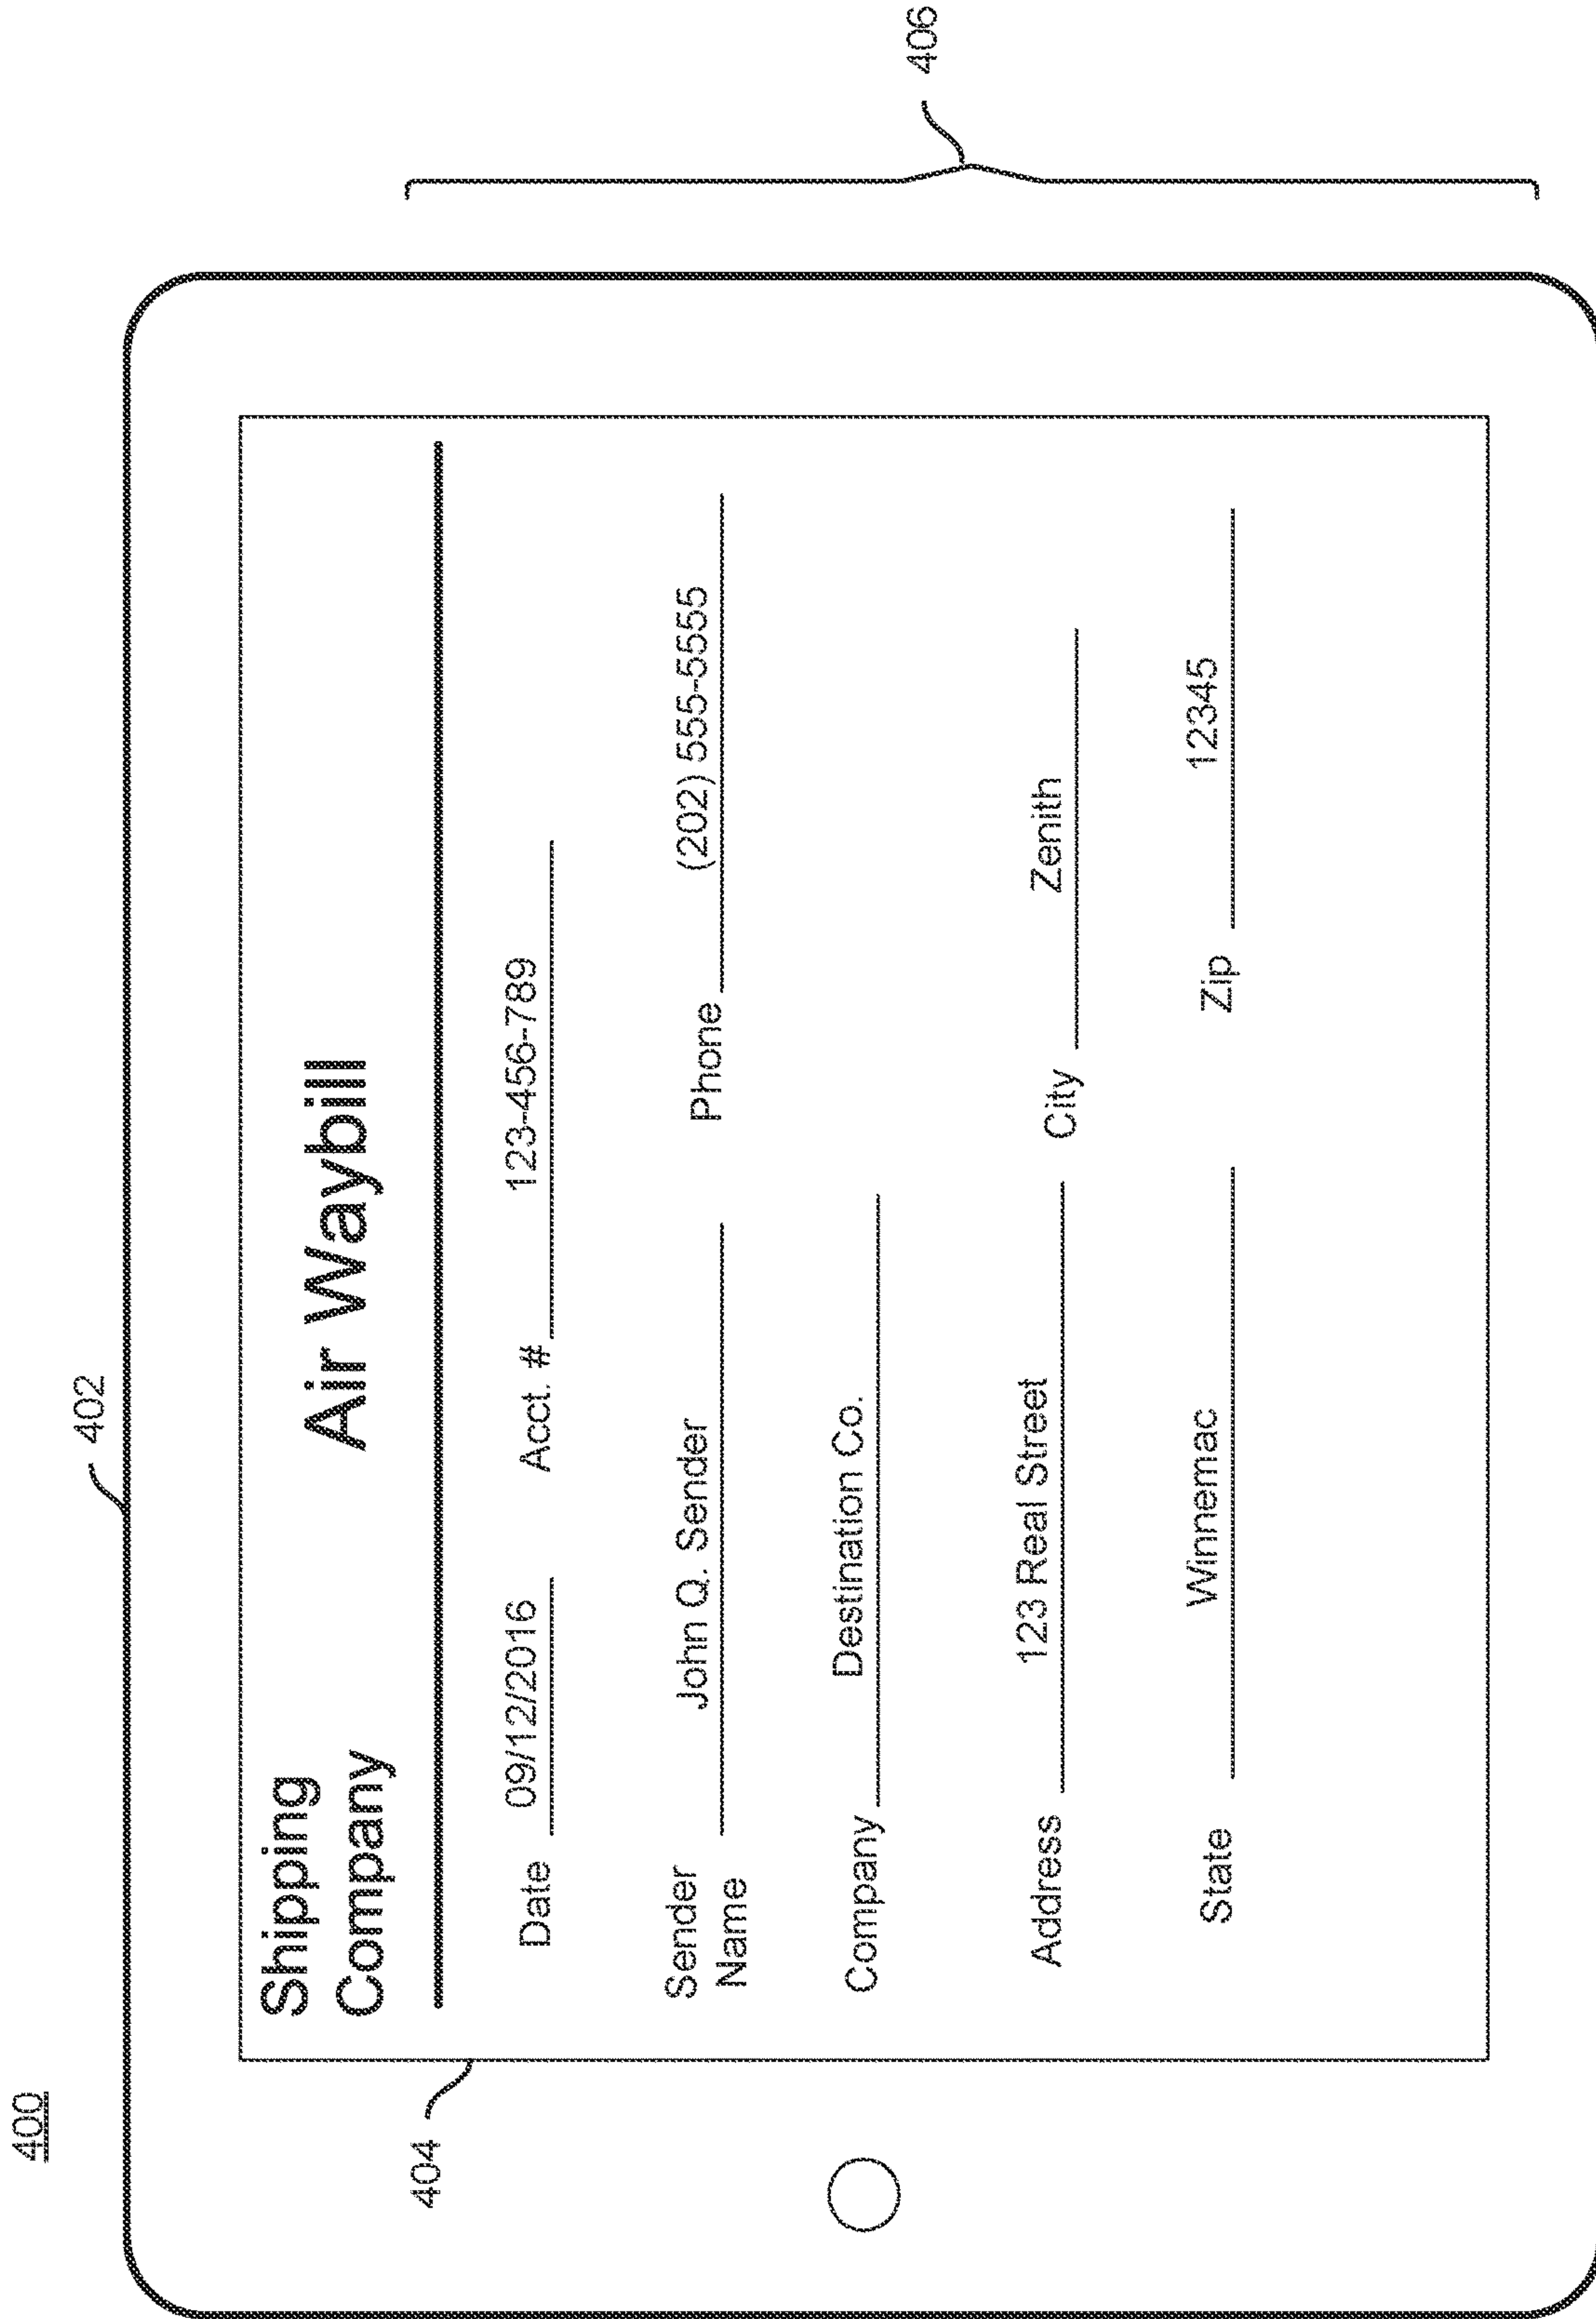 400
402
404
406
Shipping
Company
Air Waybill
Date 09/12/2016 Acct. # 123-456-789
Sender
Name John Q. Sender Phone (202) 555-5555
Company Destination Co.
Address 123 Real Street City Zenith
State Winnemac Zip 12345